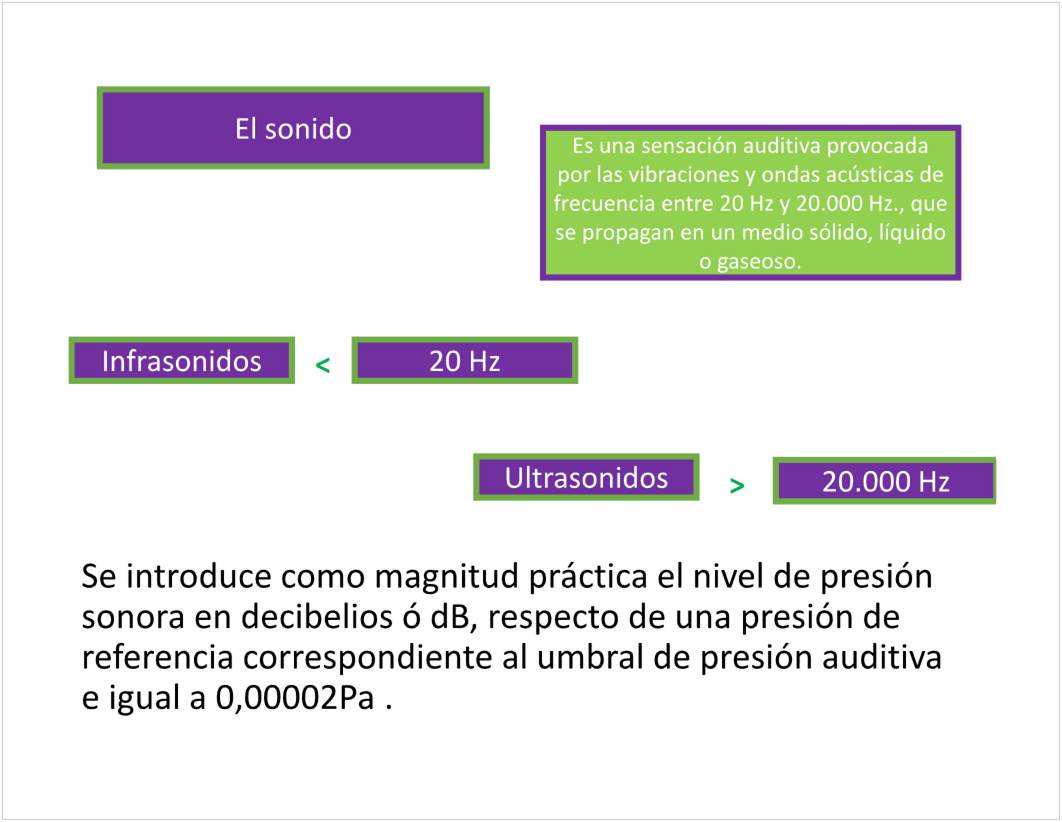 El sonido
Es una sensación auditiva provocada
por las vibraciones y ondas acústicas de
frecuencia entre 20 Hz y 20.000 Hz., que
se propagan en un medio sólido, líquido
o gaseoso.
Infrasonidos < 20 Hz
Ultrasonidos > 20.000 Hz
Se introduce como magnitud práctica el nivel de presión
sonora en decibelios ó dB, respecto de una presión de
referencia correspondiente al umbral de presión auditiva
e igual a 0,00002Pa .